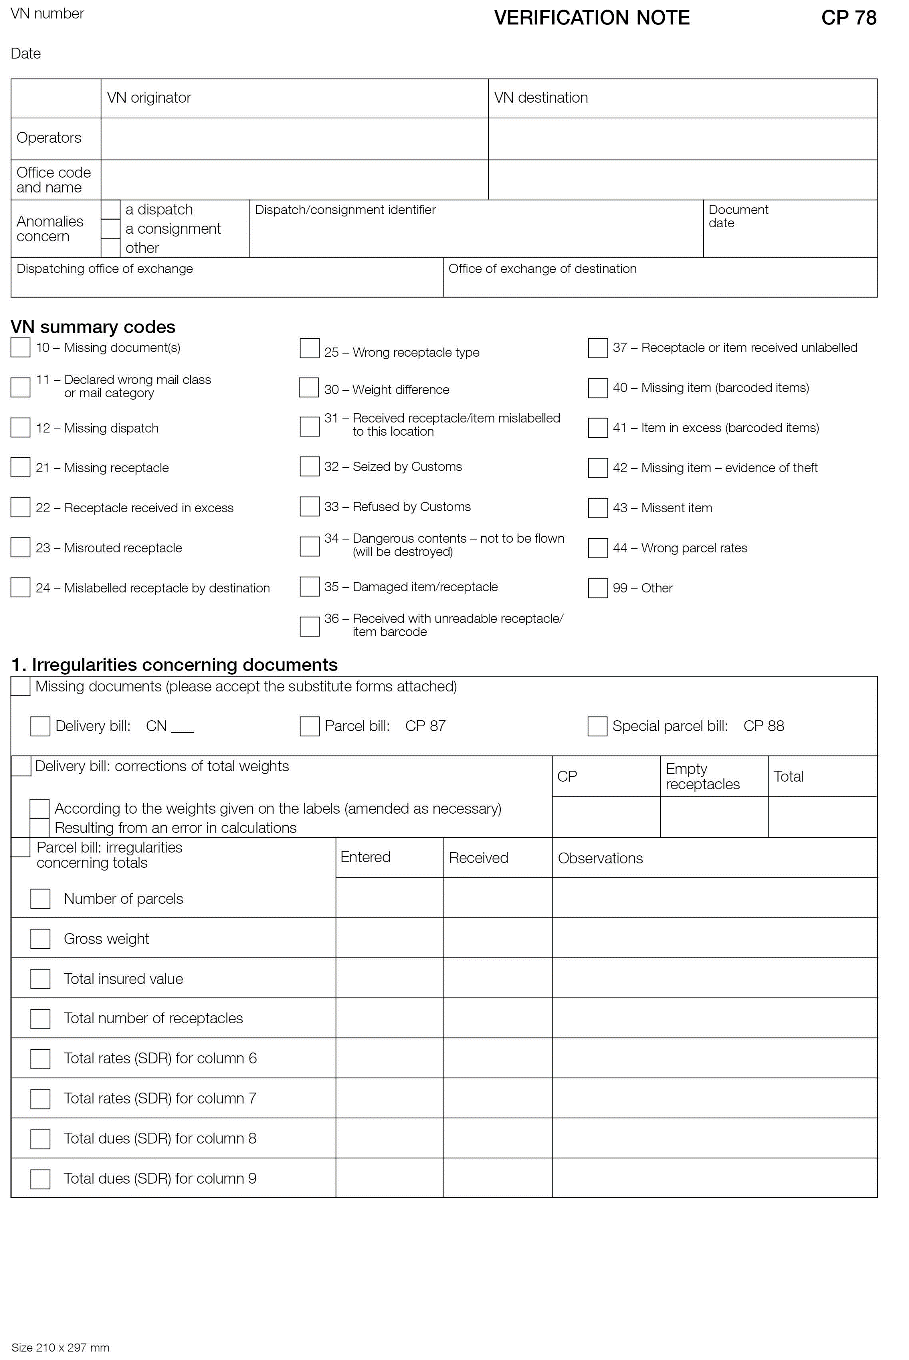 VN number
VERIFICATION NOTE
CP 78
Date
VN originator
VN destination
Operators
Office code
and name
Anomalies
concern
a dispatch
a consignment
other
Dispatch/consignment identifier
Document
date
Dispatching office of exchange
Office of exchange of destination
VN summary codes
10 – Missing document(s)
25 – Wrong receptacle type
37 – Receptacle or item received unlabelled
11 – Declared wrong mail class
or mail category
30 – Weight difference
40 – Missing item (barcoded items)
12 – Missing dispatch
31 – Received receptacle/item mislabelled
to this location
41 – Item in excess (barcoded items)
21 – Missing receptacle
32 – Seized by Customs
42 – Missing item – evidence of theft
22 – Receptacle received in excess
33 – Refused by Customs
43 – Missent item
23 – Misrouted receptacle
34 – Dangerous contents – not to be flown
(will be destroyed)
44 – Wrong parcel rates
24 – Mislabelled receptacle by destination
35 – Damaged item/receptacle
99 – Other
36 – Received with unreadable receptacle/
item barcode
1. Irregularities concerning documents
Missing documents (please accept the substitute forms attached)
Delivery bill: CN ___
Parcel bill: CP 87
Special parcel bill: CP 88
Delivery bill: corrections of total weights
CP
Empty
receptacles
Total
According to the weights given on the labels (amended as necessary)
Resulting from an error in calculations
Parcel bill: irregularities
concerning totals
Entered
Received
Observations
Number of parcels
Gross weight
Total insured value
Total number of receptacles
Total rates (SDR) for column 6
Total rates (SDR) for column 7
Total dues (SDR) for column 8
Total dues (SDR) for column 9
Size 210 x 297 mm